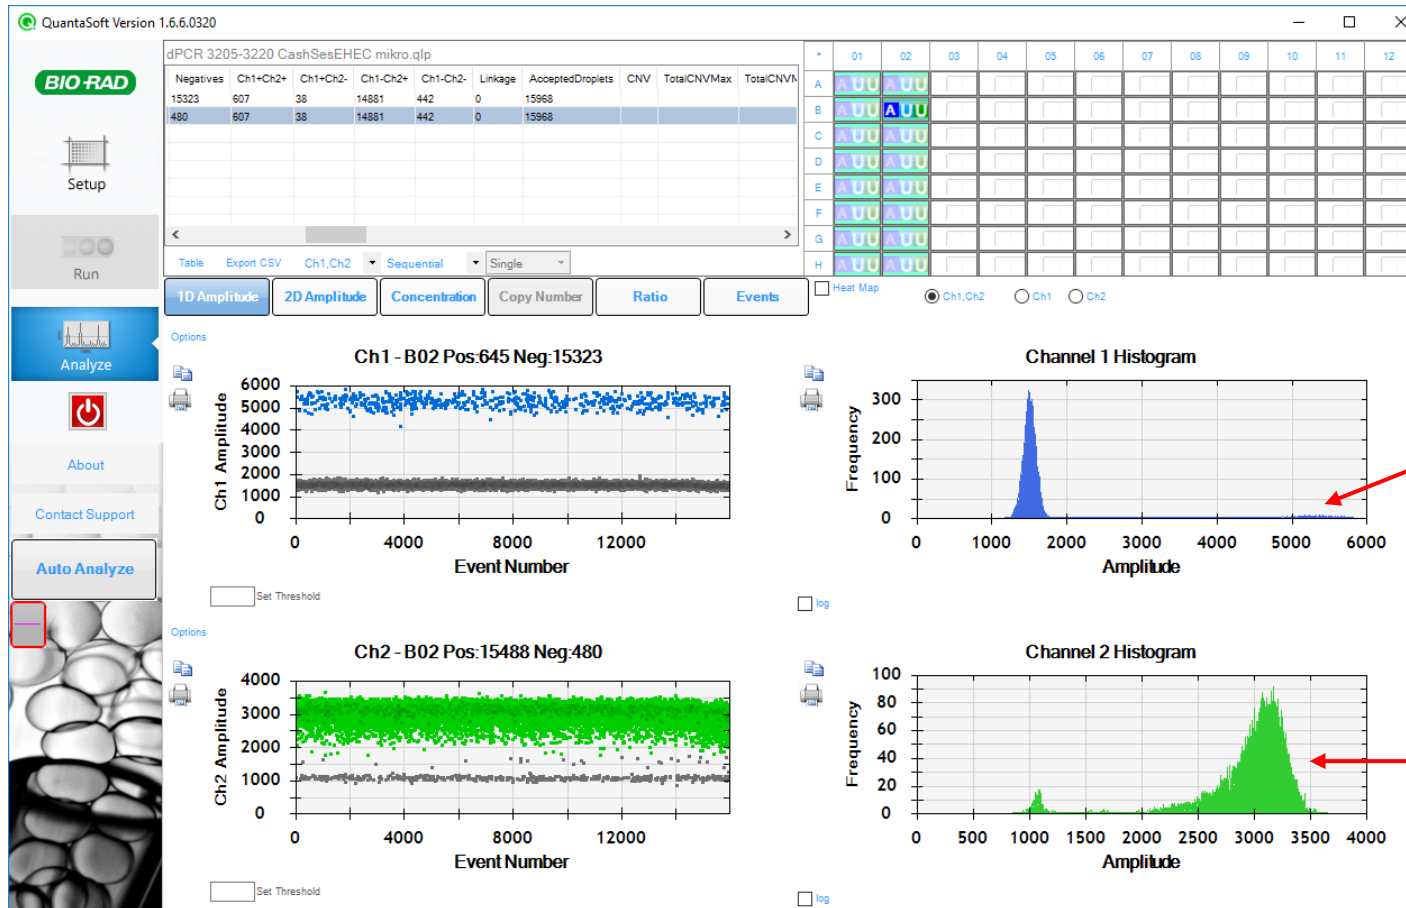 QuantaSoft Version 1.6.6.0320
BIO-RAD
Setup
Run
Analyze
About
Contact Support
Auto Analyze
dPCR 3205-3220 CashSesEHEC mikro.qlp
Negatives Ch1+Ch2+ Ch1+Ch2- Ch1-Ch2+ Ch1-Ch2- Linkage AcceptedDroplets CNV TotalCNVMax TotalCNVM
15323 607 38 14881 442 0 15968
480 607 38 14881 442 0 15968
Table Export CSV Ch1,Ch2 Sequential Single
* 01 02 03 04 05 06 07 08 09 10 11 12
A A U U A U U
B A U U A U U
C A U U A U U
D A U U A U U
E A U U A U U
F A U U A U U
G A U U A U U
H A U U A U U
1D Amplitude 2D Amplitude Concentration Copy Number Ratio Events
Heat Map Ch1,Ch2 Ch1 Ch2
Options
Ch1 - B02 Pos:645 Neg:15323
Ch1 Amplitude
6000
5000
4000
3000
2000
1000
0
0 4000 8000 12000
Event Number
Set Threshold
Channel 1 Histogram
Frequency
300
200
100
0
0 1000 2000 3000 4000 5000 6000
Amplitude
log
Options
Ch2 - B02 Pos:15488 Neg:480
Ch2 Amplitude
4000
3000
2000
1000
0
0 4000 8000 12000
Event Number
Set Threshold
Channel 2 Histogram
Frequency
100
80
60
40
20
0
0 500 1000 1500 2000 2500 3000 3500 4000
Amplitude
log